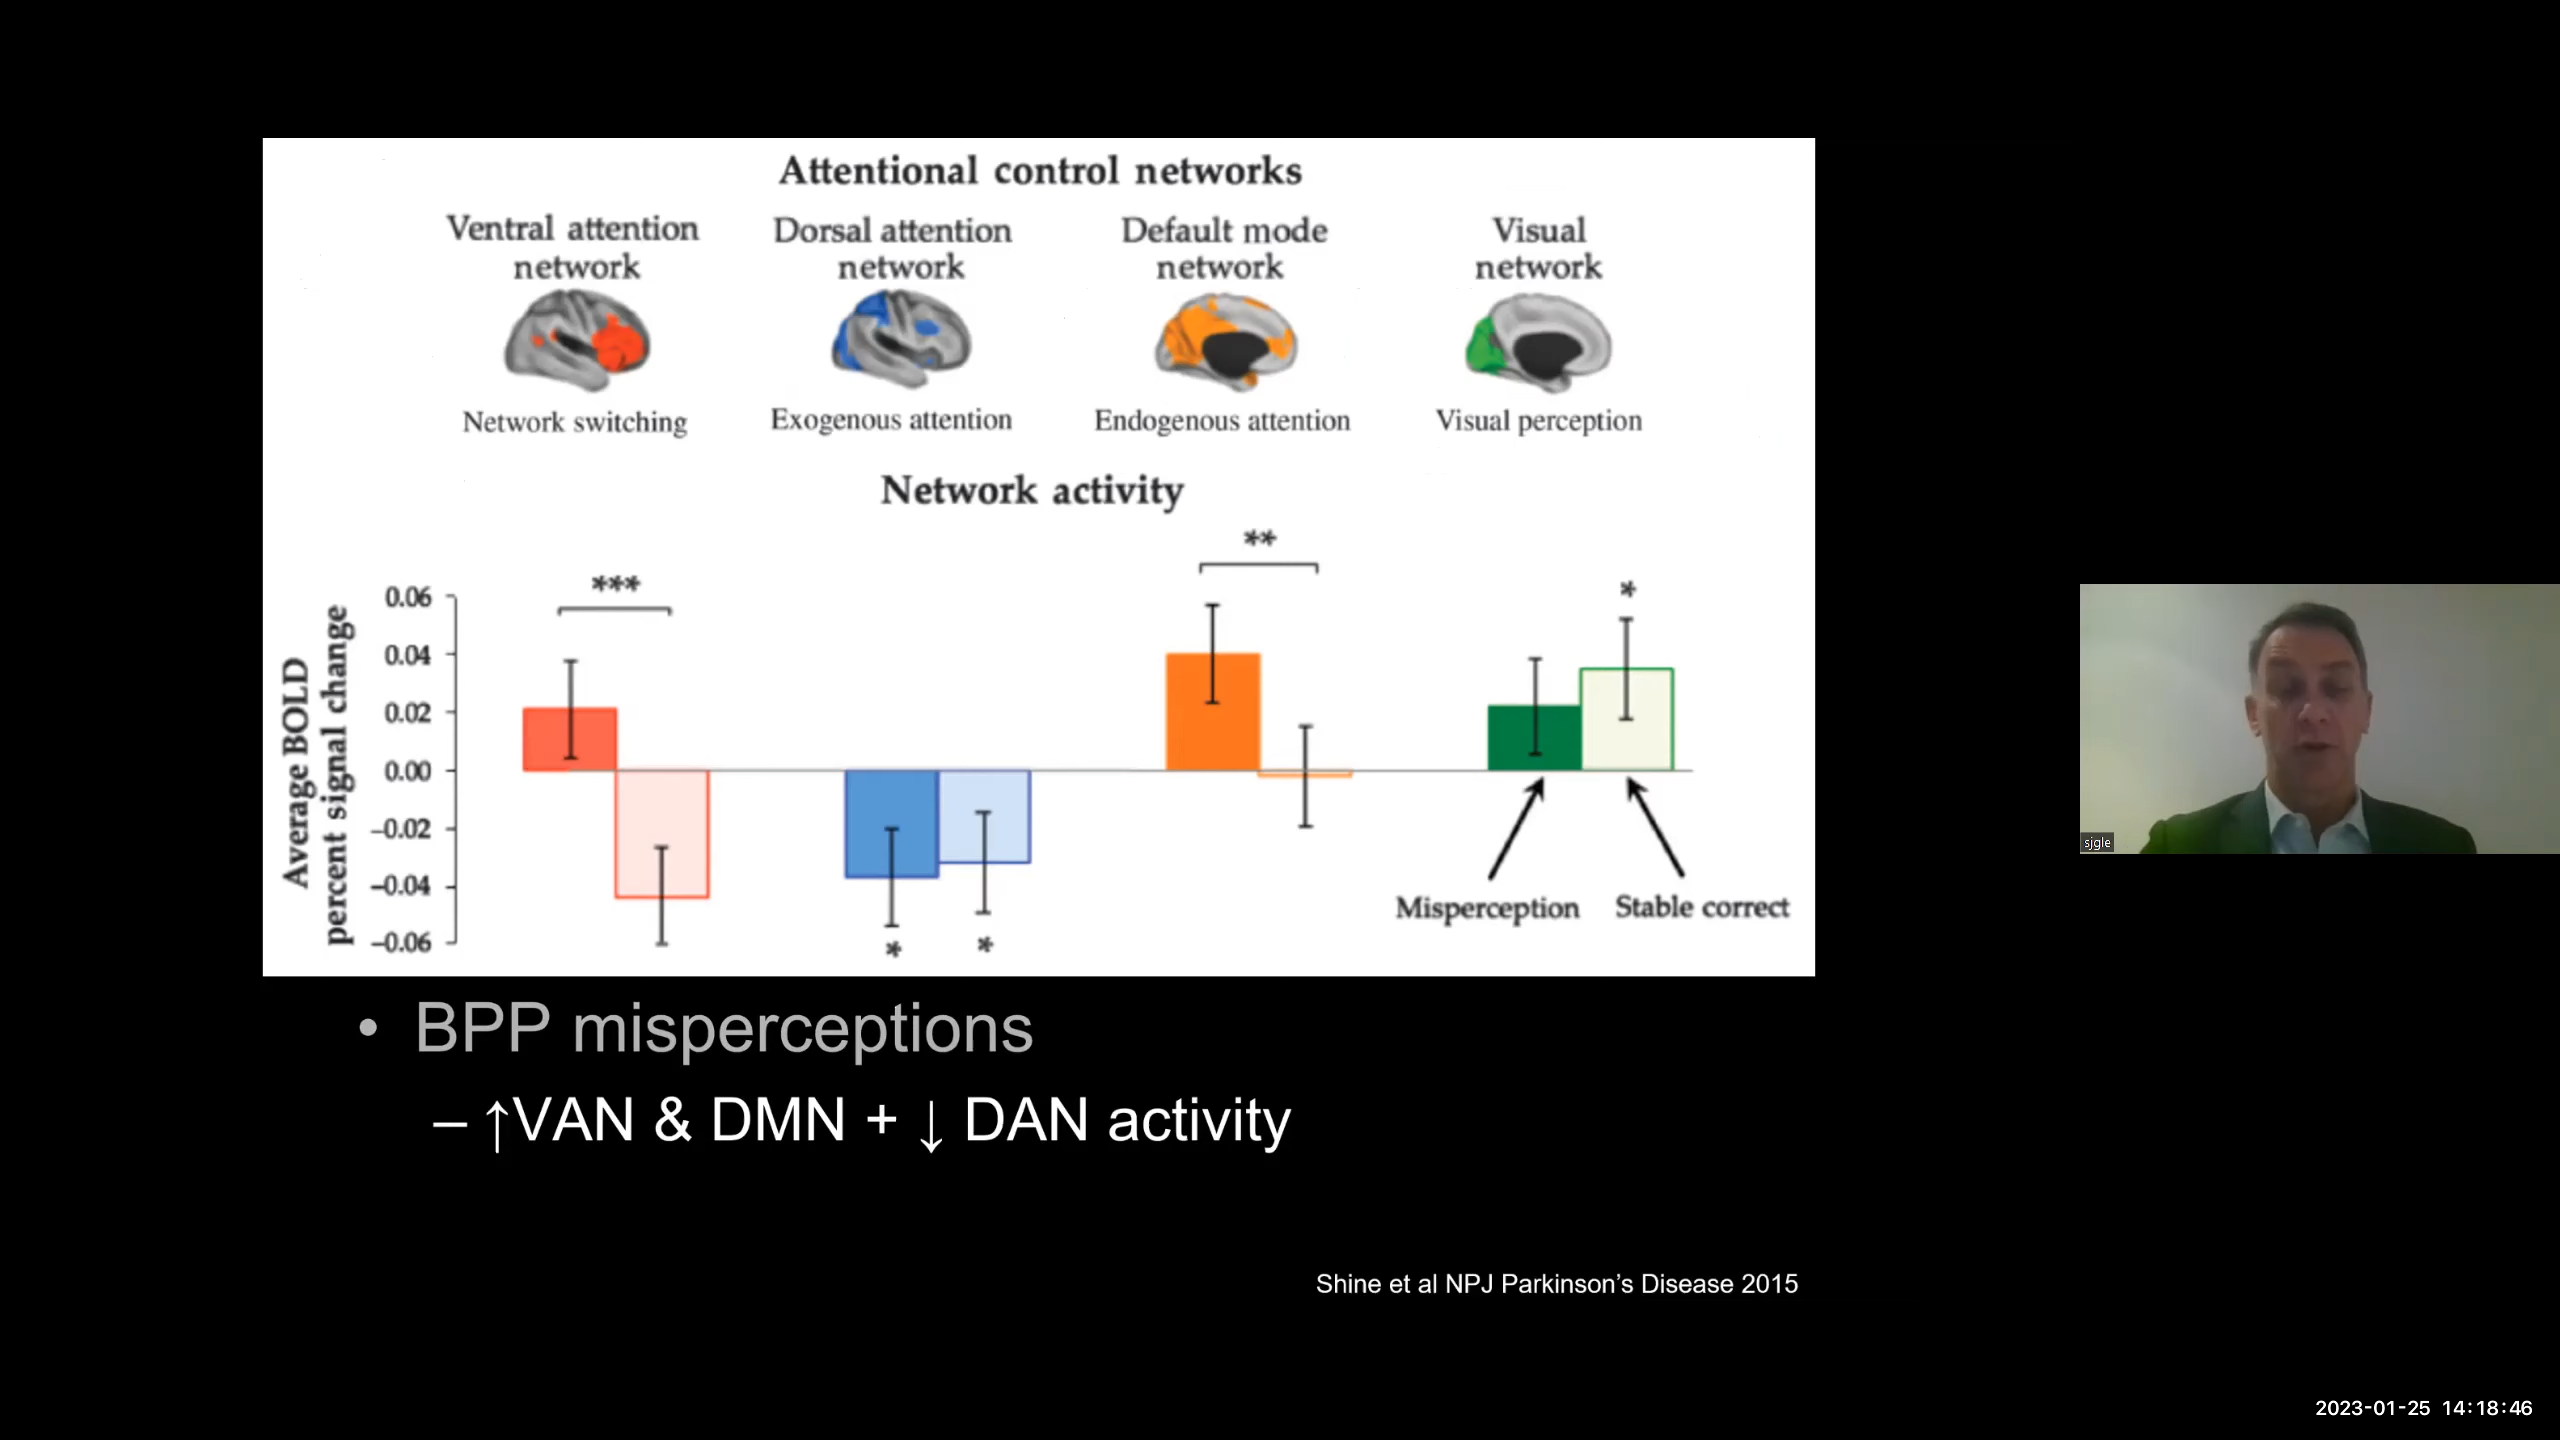 Attentional control networks
Ventral attention
network
Dorsal attention
network
Default mode
network
Visual
network
Network switching
Exogenous attention
Endogenous attention
Visual perception
Network activity
***
**
*
Average BOLD
percent signal change
0.06
0.04
0.02
0.00
–0.02
–0.04
–0.06
*
*
Misperception
Stable correct
sjgle
• BPP misperceptions
– ↑VAN & DMN + ↓ DAN activity
Shine et al NPJ Parkinson’s Disease 2015
2023-01-25 14:18:46